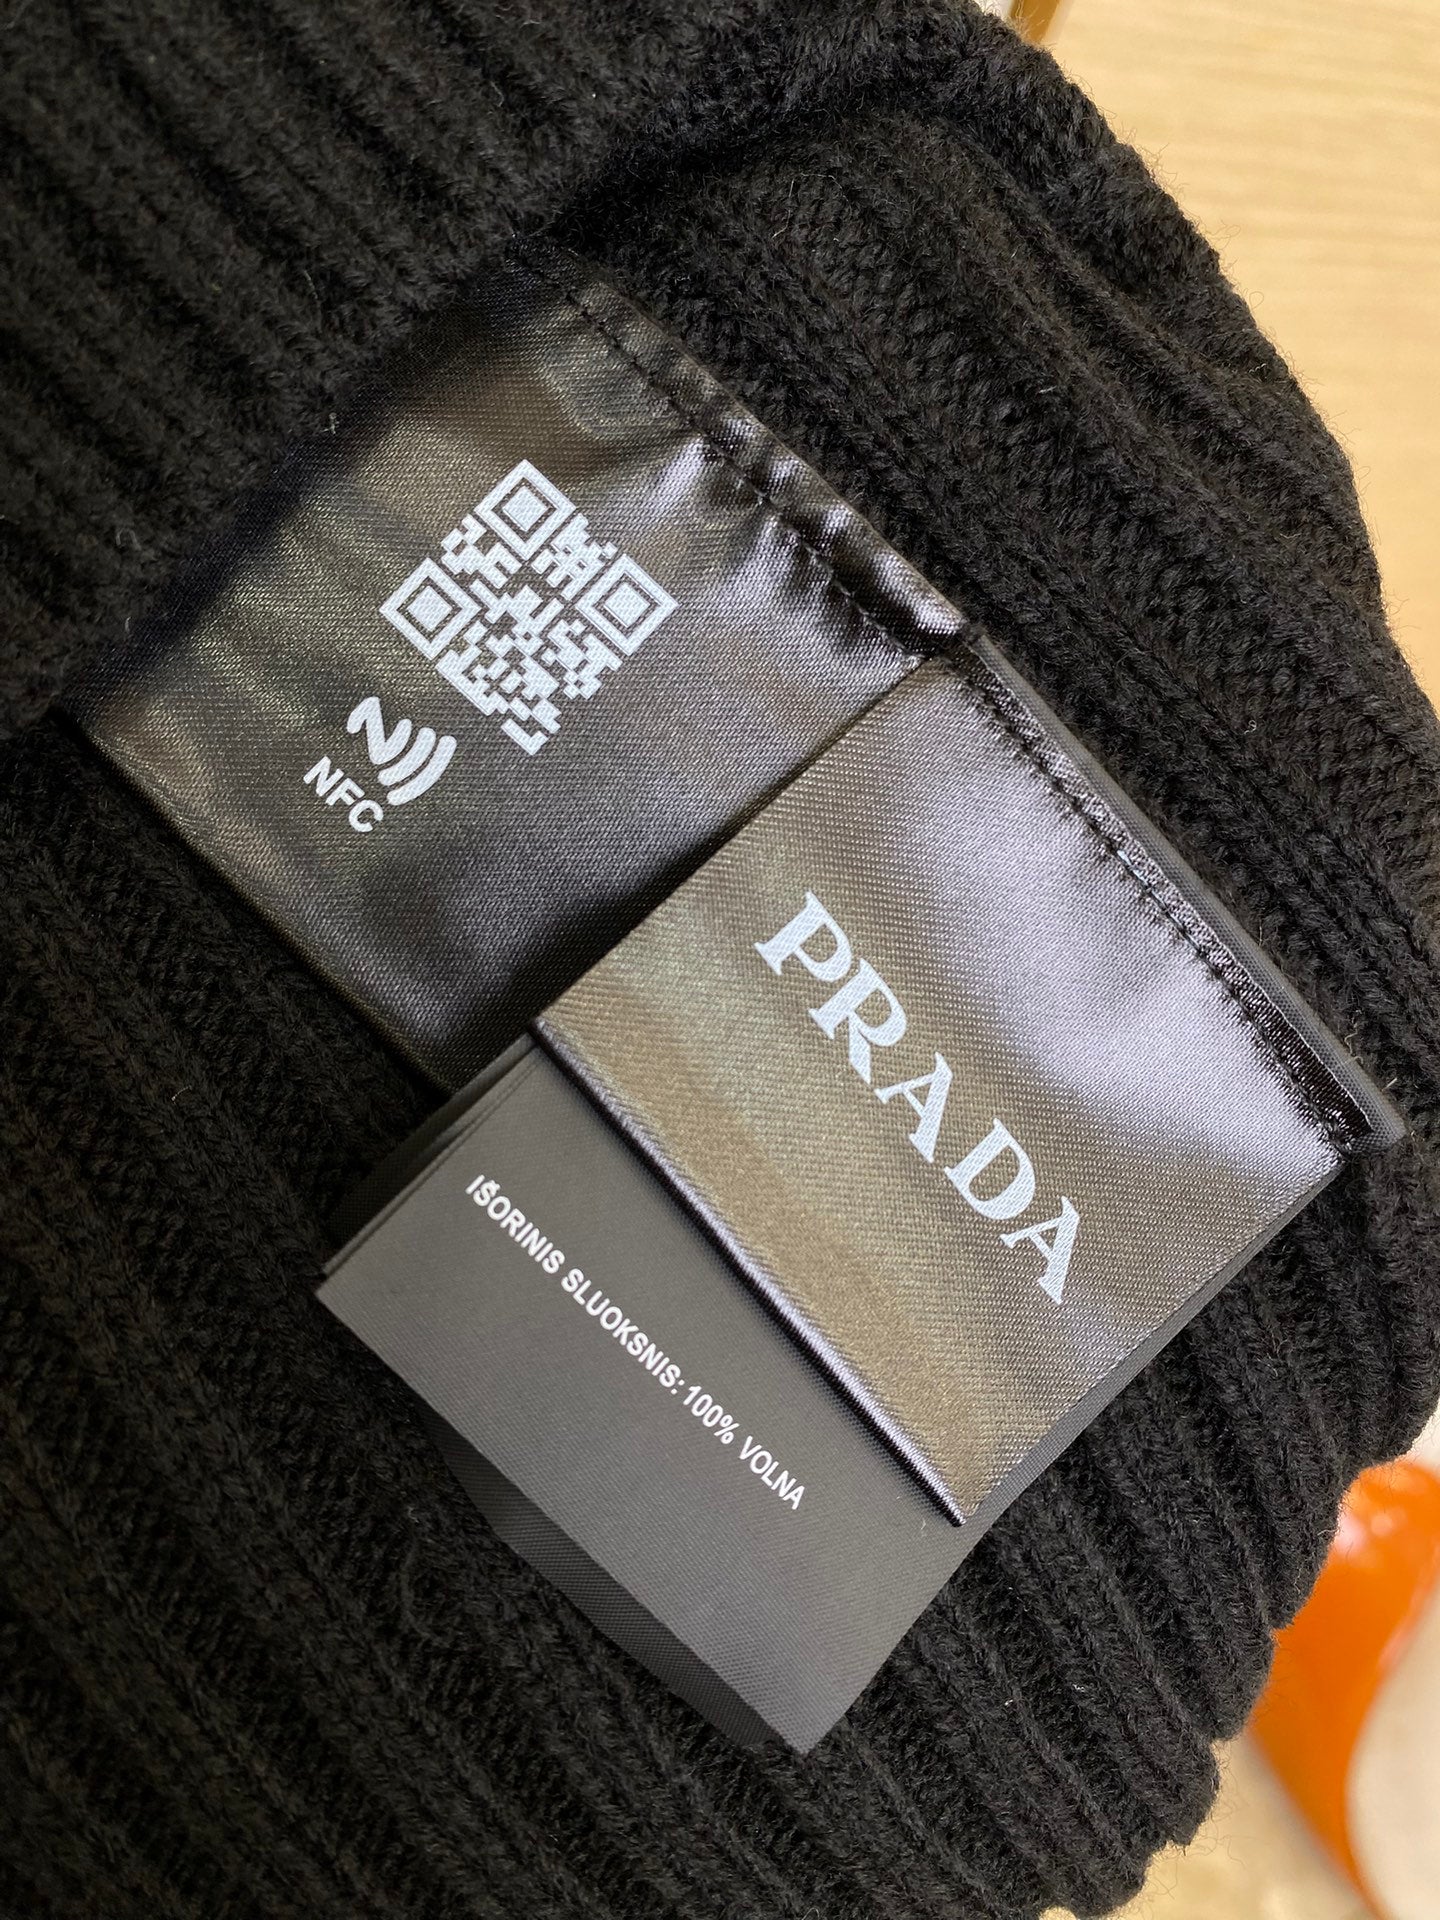 NFC
PRADA
IŠORINIS SLUOKSNIS: 100% VOLNA